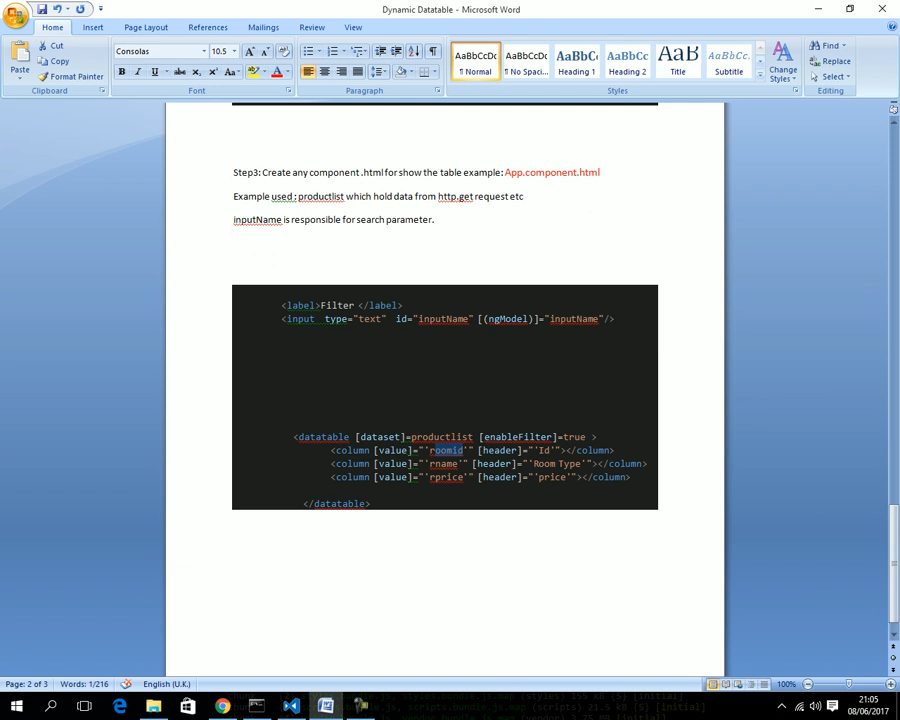 Dynamic Datatable - Microsoft Word
Home Insert Page Layout References Mailings Review View
Paste
Cut
Copy
Format Painter
Clipboard
Consolas 10.5
Font
Paragraph
AaBbCcDc AaBbCcDc AaBbC AaBbCc AaB AaBbCc.
¶ Normal ¶ No Spaci... Heading 1 Heading 2 Title Subtitle
Styles
Change Styles
Find
Replace
Select
Editing
Step3: Create any component .html for show the table example: App.component.html
Example used : productlist which hold data from http.get request etc
inputName is responsible for search parameter.
<label>Filter </label>
<input type="text" id="inputName" [(ngModel)]="inputName"/>
<datatable [dataset]=productlist [enableFilter]=true >
<column [value]="'roomid'" [header]="'Id'"></column>
<column [value]="'rname'" [header]="'Room Type'"></column>
<column [value]="'rprice'" [header]="'price'"></column>
</datatable>
Page: 2 of 3 Words: 1/216 English (U.K.) 100%
21:05
08/06/2017